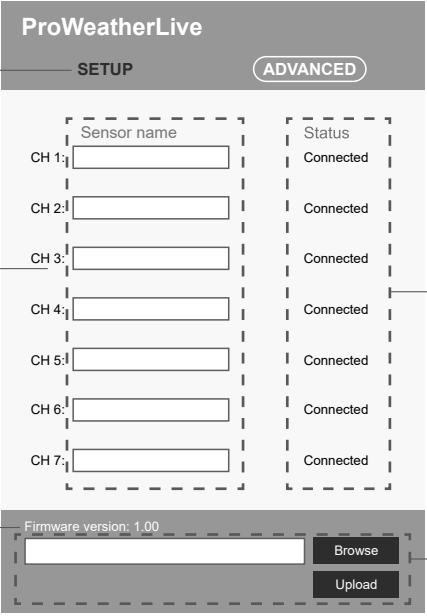 ProWeatherLive
SETUP ADVANCED
Sensor name Status
CH 1: Connected
CH 2: Connected
CH 3: Connected
CH 4: Connected
CH 5: Connected
CH 6: Connected
CH 7: Connected
Firmware version: 1.00
Browse
Upload